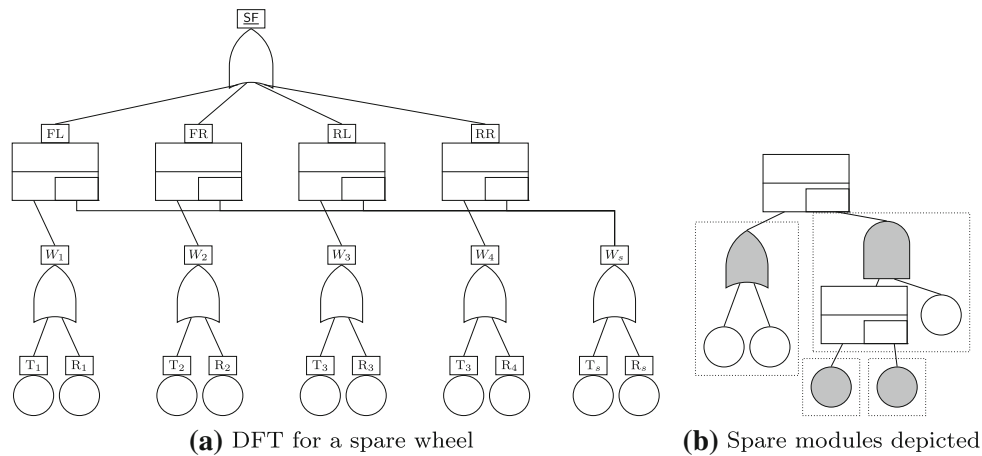 SF
FL FR RL RR
W₁ W₂ W₃ W₄ Wₛ
T₁ R₁ T₂ R₂ T₃ R₃ T₃ R₄ Tₛ Rₛ
(a) DFT for a spare wheel (b) Spare modules depicted